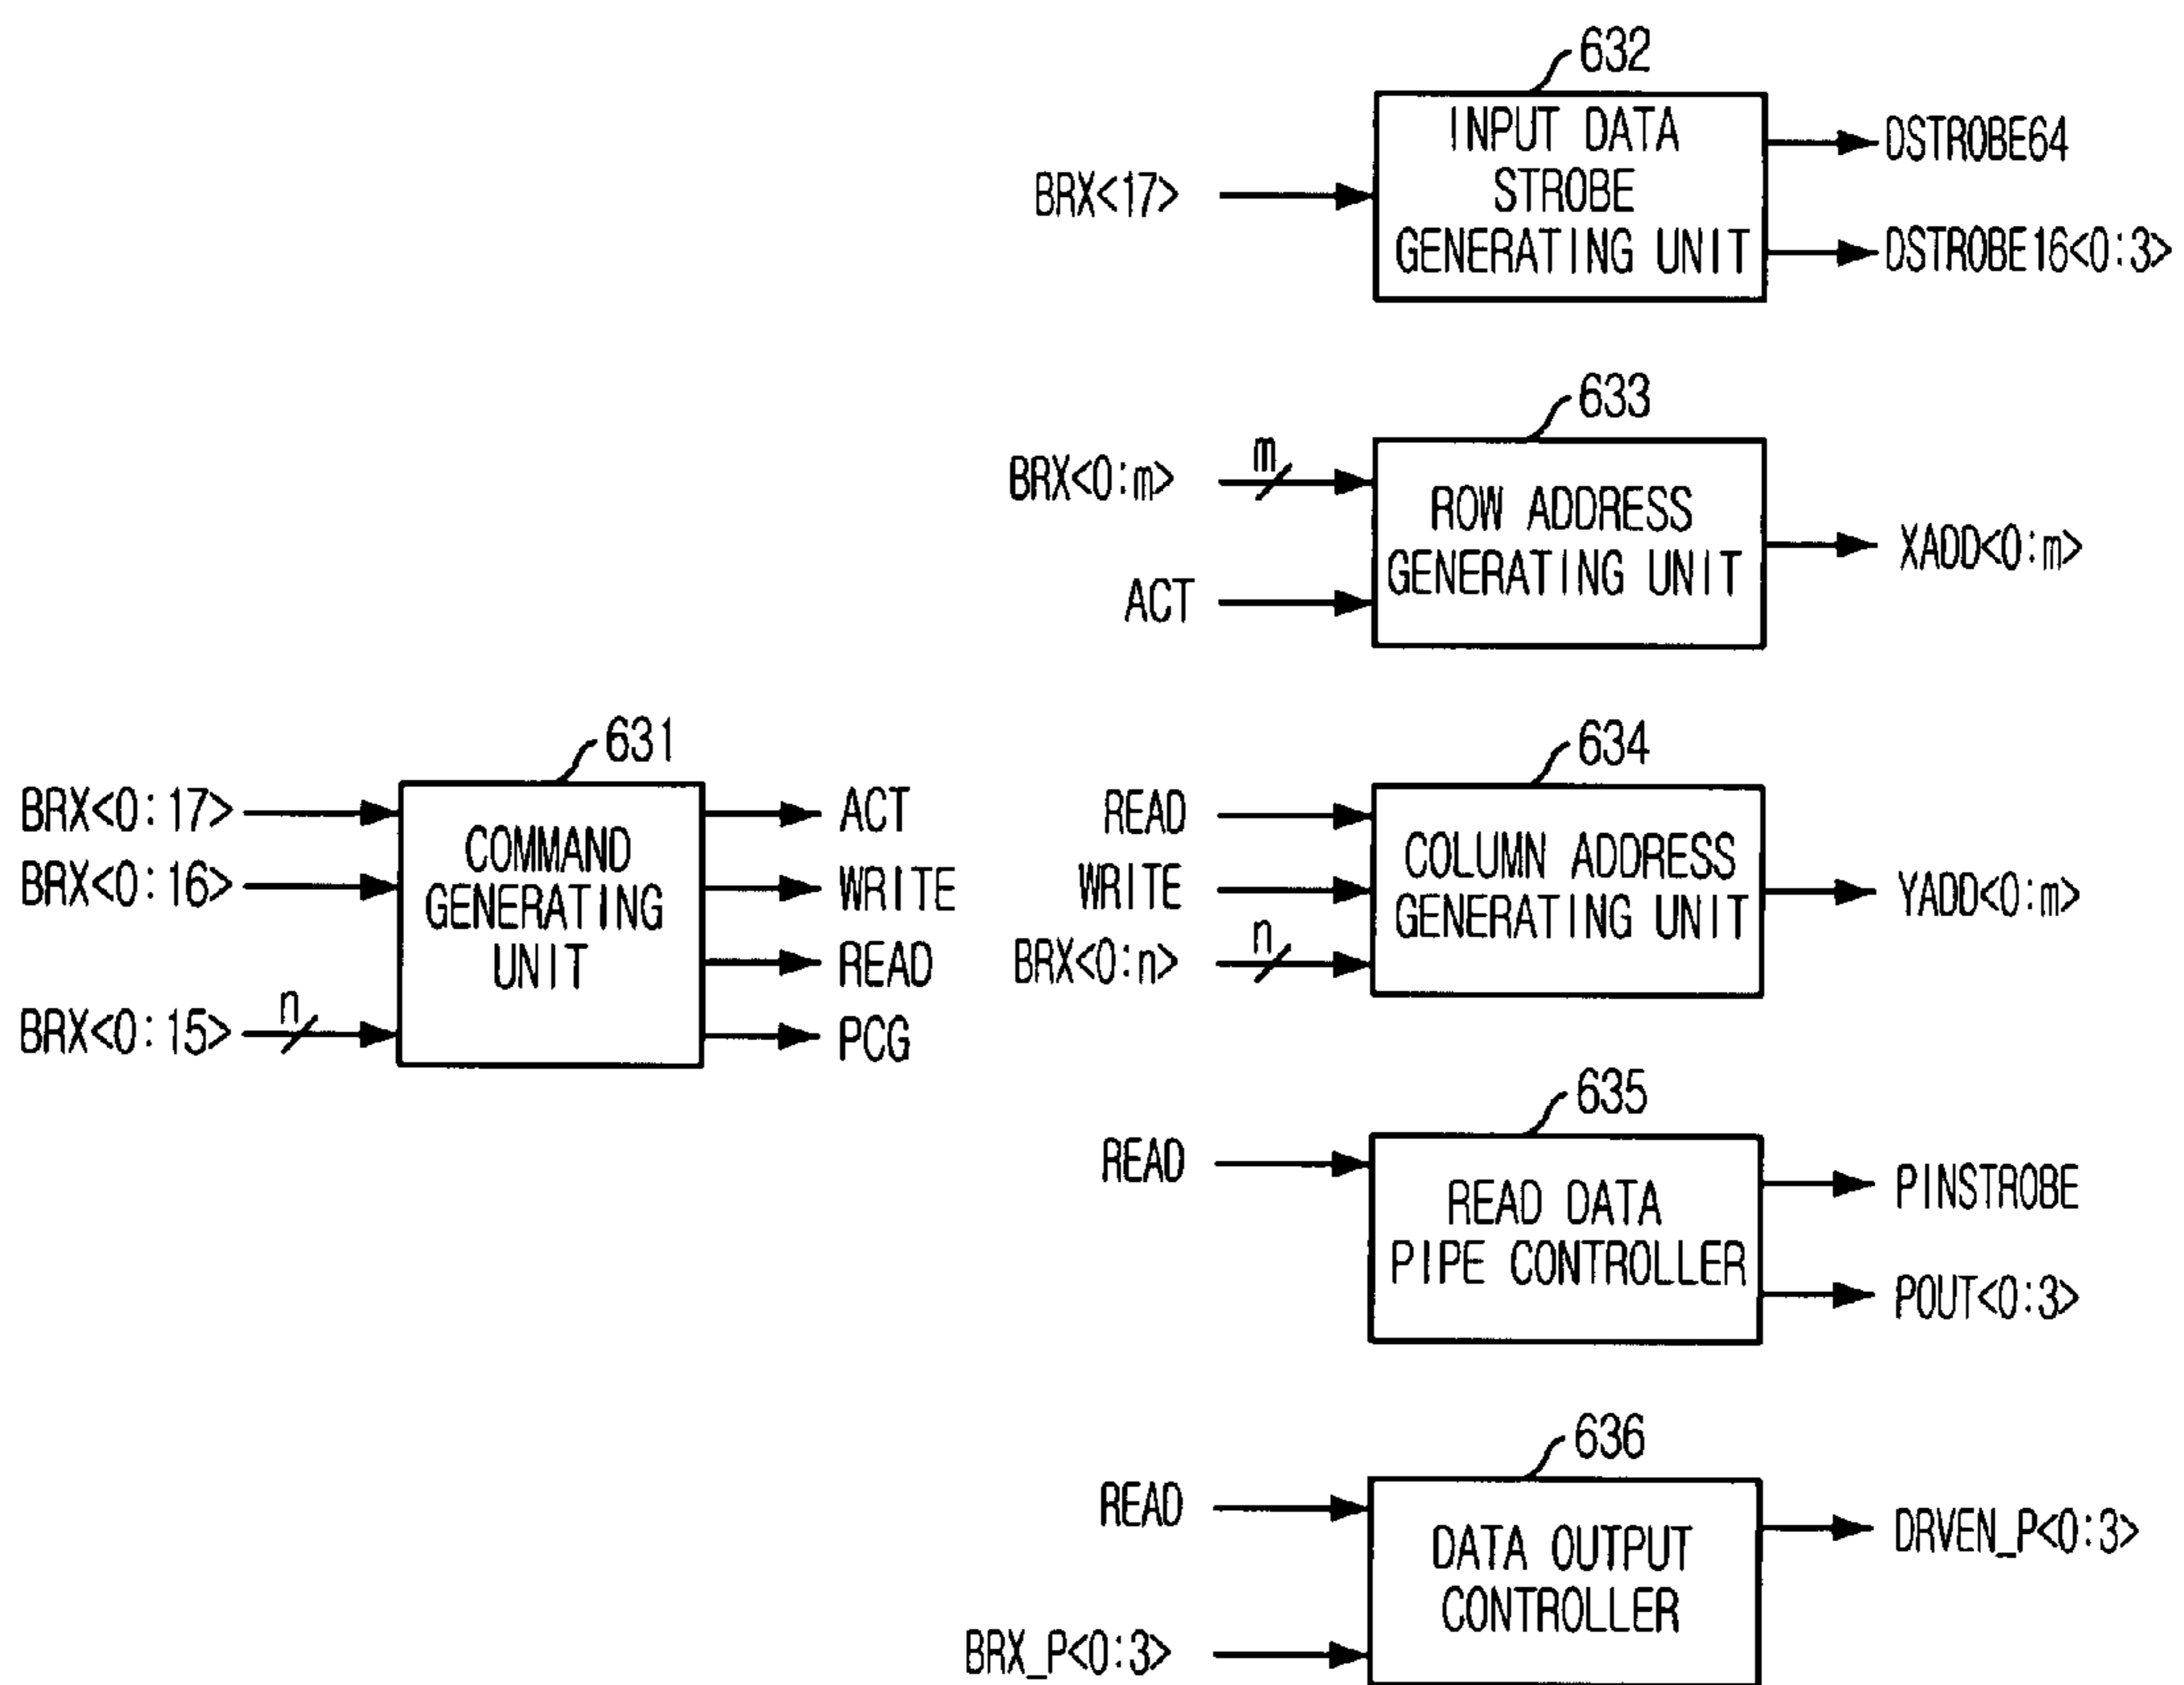 632
INPUT DATA
STROBE
GENERATING UNIT
BRX<17>
DSTROBE64
DSTROBE16<0:3>
633
BRX<0:m>
m
ACT
ROW ADDRESS
GENERATING UNIT
XADD<0:m>
631
BRX<0:17>
BRX<0:16>
BRX<0:15>
n
COMMAND
GENERATING
UNIT
ACT
WRITE
READ
PCG
634
READ
WRITE
BRX<0:n>
n
COLUMN ADDRESS
GENERATING UNIT
YADD<0:m>
635
READ
READ DATA
PIPE CONTROLLER
PINSTROBE
POUT<0:3>
636
READ
BRX_P<0:3>
DATA OUTPUT
CONTROLLER
DRVEN_P<0:3>